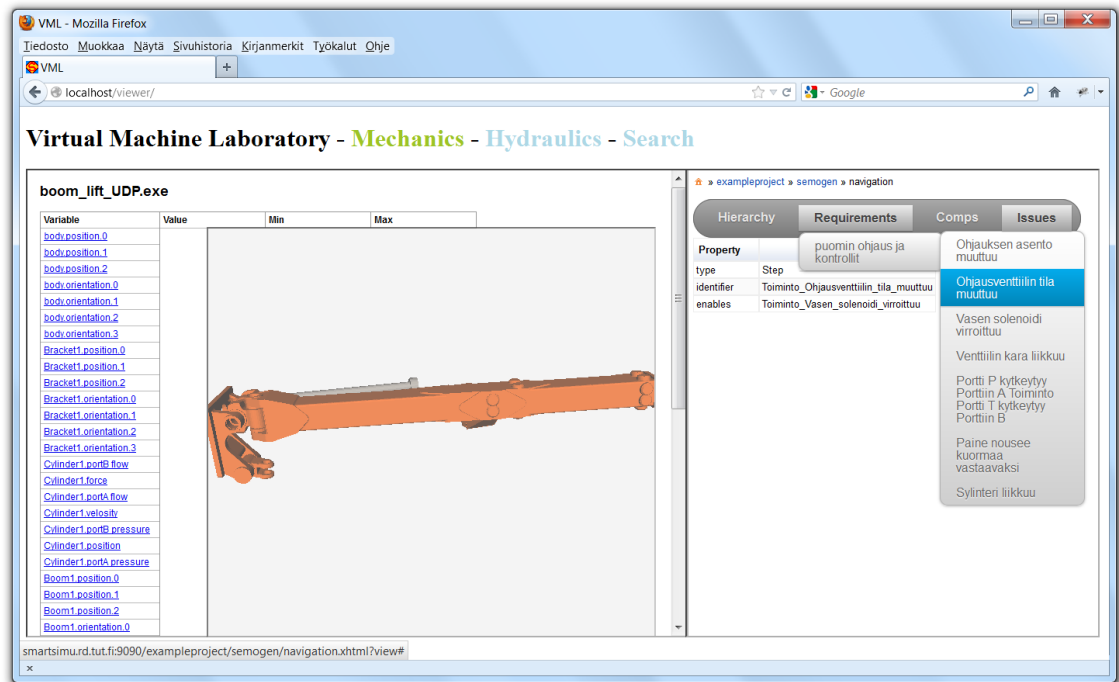 VML - Mozilla Firefox
Tiedosto Muokkaa Näytä Sivuhistoria Kirjanmerkit Työkalut Ohje
VML
+
localhost/viewer/
Google
Virtual Machine Laboratory - Mechanics - Hydraulics - Search
boom_lift_UDP.exe
Variable Value Min Max
body.position.0
body.position.1
body.position.2
body.orientation.0
body.orientation.1
body.orientation.2
body.orientation.3
Bracket1.position.0
Bracket1.position.1
Bracket1.position.2
Bracket1.orientation.0
Bracket1.orientation.1
Bracket1.orientation.2
Bracket1.orientation.3
Cylinder1.portB flow
Cylinder1.force
Cylinder1.portA flow
Cylinder1.velosity
Cylinder1.portB pressure
Cylinder1.position
Cylinder1.portA pressure
Boom1.position.0
Boom1.position.1
Boom1.position.2
Boom1.orientation.0
» exampleproject » semogen » navigation
Hierarchy Requirements Comps Issues
puomin ohjaus ja
kontrollit
Property
type Step
identifier Toiminto_Ohjausventtiilin_tila_muuttuu
enables Toiminto_Vasen_solenoidi_virroittuu
Ohjauksen asento
muuttuu
Ohjausventtiilin tila
muuttuu
Vasen solenoidi
virroittuu
Venttiilin kara liikkuu
Portti P kytkeytyy
Porttiin A Toiminto
Portti T kytkeytyy
Porttiin B
Paine nousee
kuormaa
vastaavaksi
Sylinteri liikkuu
smartsimu.rd.tut.fi:9090/exampleproject/semogen/navigation.xhtml?view#
×